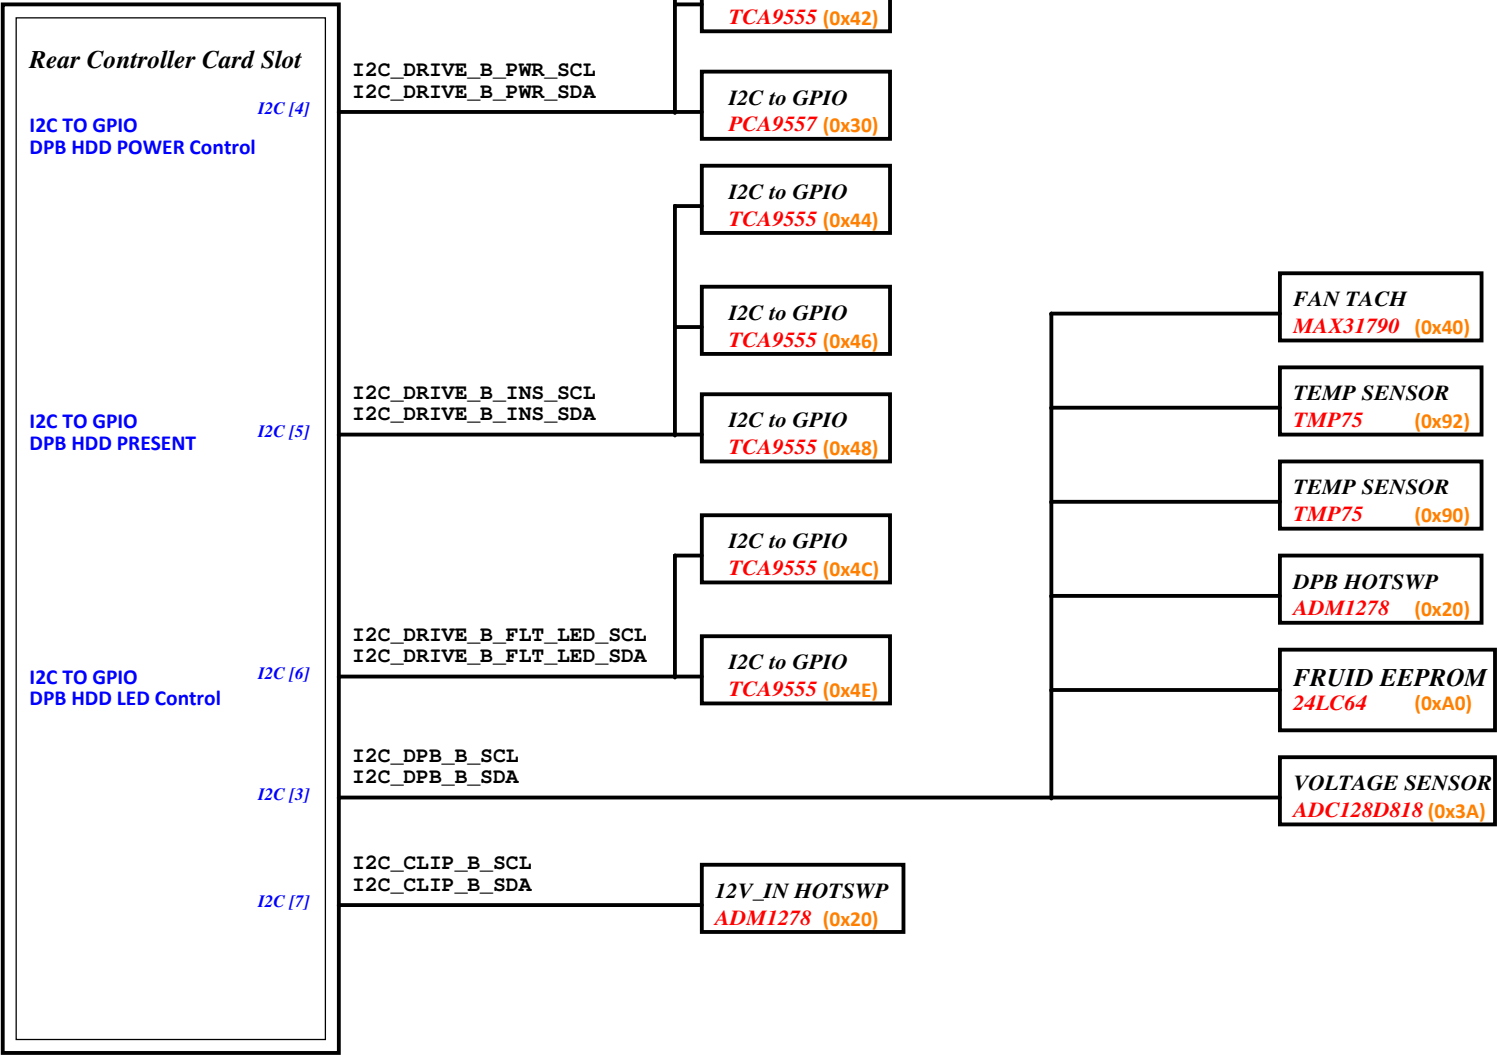 Rear Controller Card Slot
I2C [4]
I2C TO GPIO
DPB HDD POWER Control
I2C TO GPIO
DPB HDD PRESENT
I2C [5]
I2C TO GPIO
DPB HDD LED Control
I2C [6]
I2C [3]
I2C [7]
I2C_DRIVE_B_PWR_SCL
I2C_DRIVE_B_PWR_SDA
I2C_DRIVE_B_INS_SCL
I2C_DRIVE_B_INS_SDA
I2C_DRIVE_B_FLT_LED_SCL
I2C_DRIVE_B_FLT_LED_SDA
I2C_DPB_B_SCL
I2C_DPB_B_SDA
I2C_CLIP_B_SCL
I2C_CLIP_B_SDA
TCA9555 (0x42)
I2C to GPIO
PCA9557 (0x30)
I2C to GPIO
TCA9555 (0x44)
I2C to GPIO
TCA9555 (0x46)
I2C to GPIO
TCA9555 (0x48)
I2C to GPIO
TCA9555 (0x4C)
I2C to GPIO
TCA9555 (0x4E)
12V_IN HOTSWP
ADM1278 (0x20)
FAN TACH
MAX31790 (0x40)
TEMP SENSOR
TMP75 (0x92)
TEMP SENSOR
TMP75 (0x90)
DPB HOTSWP
ADM1278 (0x20)
FRUID EEPROM
24LC64 (0xA0)
VOLTAGE SENSOR
ADC128D818 (0x3A)